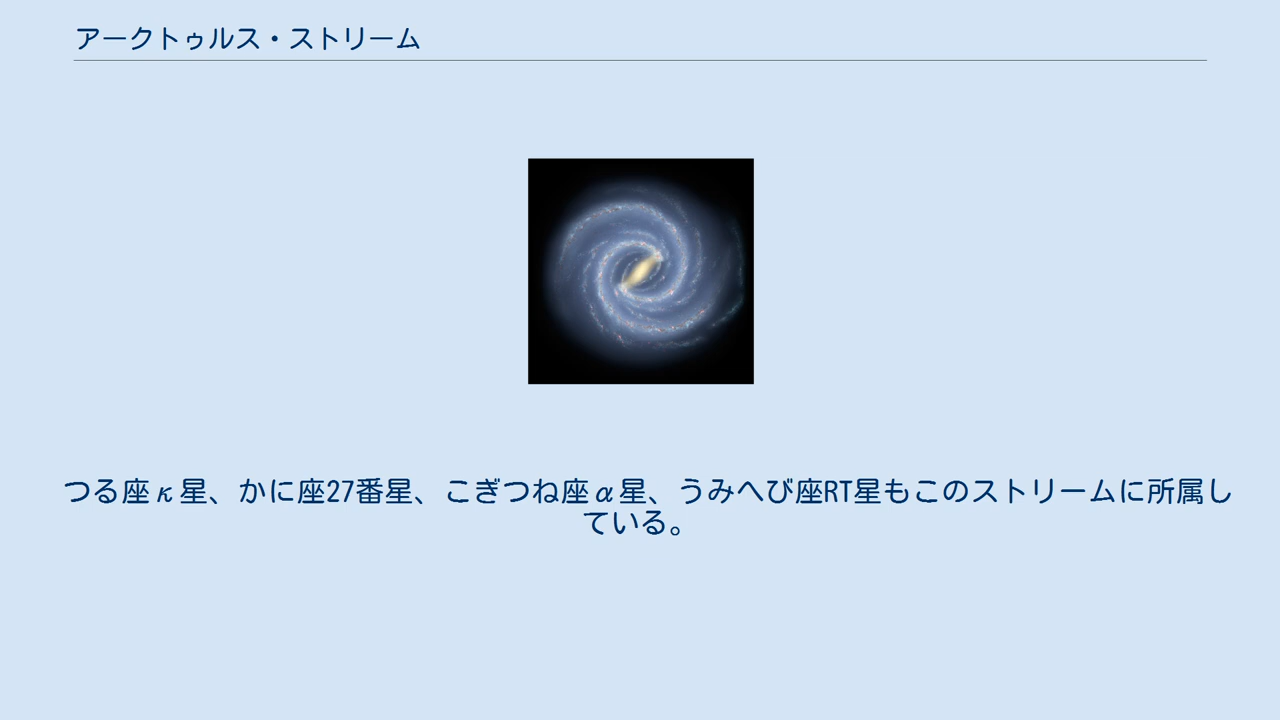 アークトゥルス・ストリーム
つる座κ星、かに座27番星、こぎつね座α星、うみへび座RT星もこのストリームに所属し
ている。